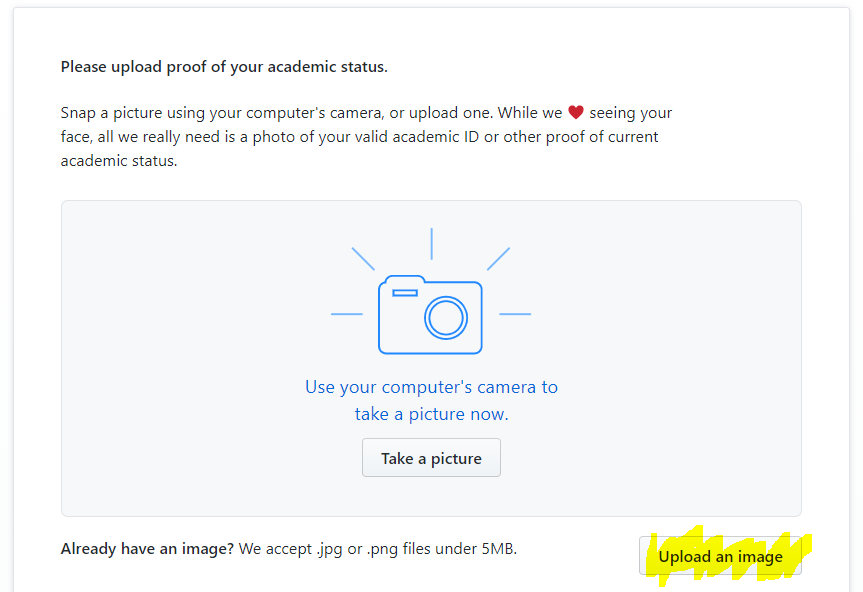 Please upload proof of your academic status.
Snap a picture using your computer's camera, or upload one. While we ❤ seeing your
face, all we really need is a photo of your valid academic ID or other proof of current
academic status.
Use your computer's camera to
take a picture now.
Take a picture
Already have an image? We accept .jpg or .png files under 5MB.
Upload an image